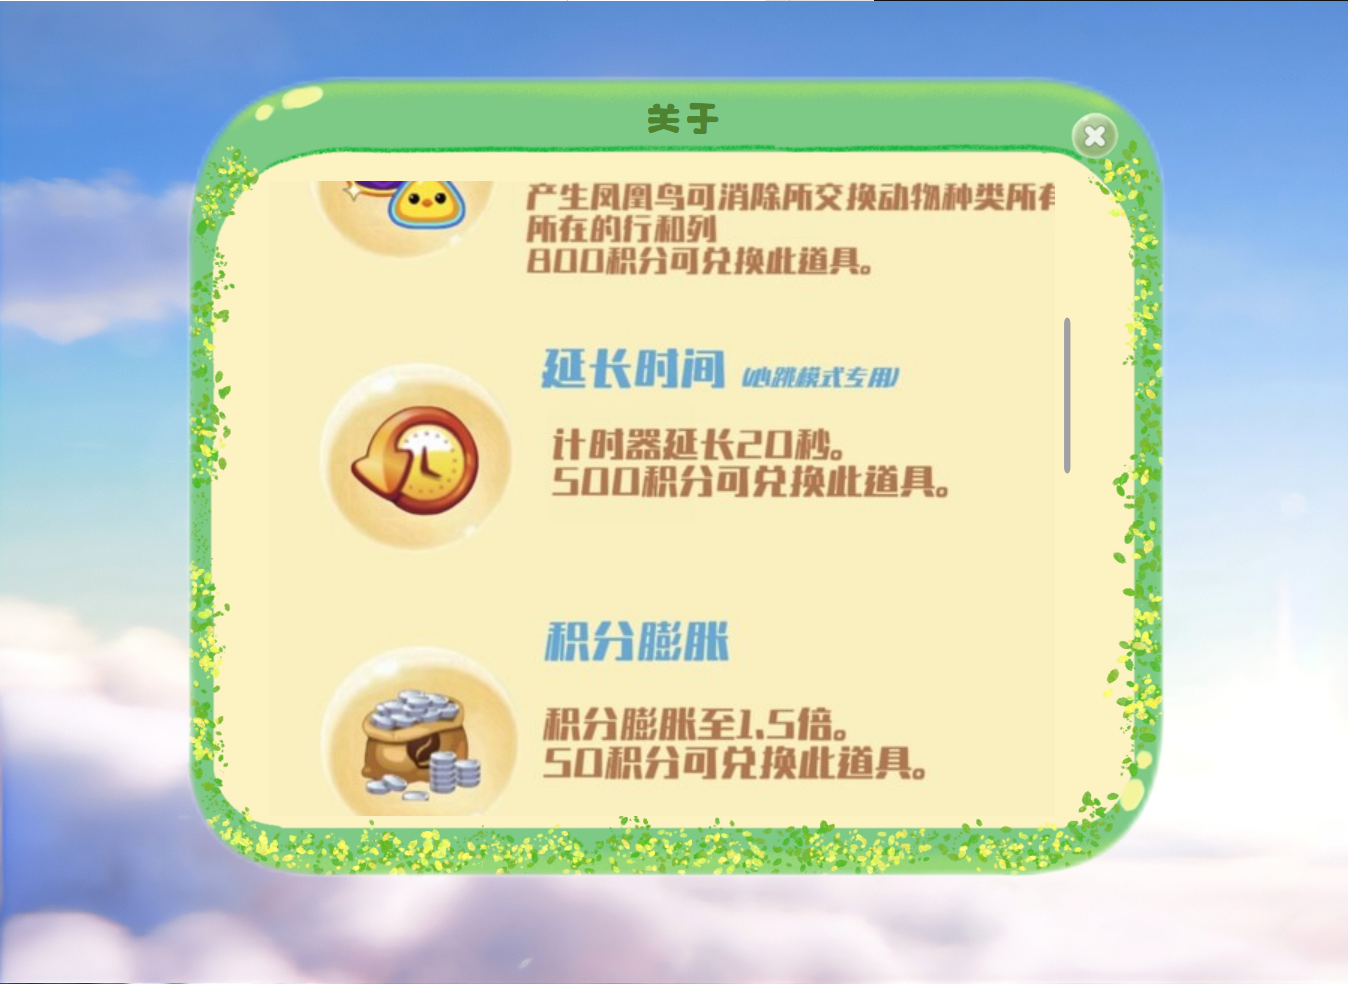 关于
产生凤凰鸟可消除所交换动物种类所有
所在的行和列
800积分可兑换此道具。
延长时间 (心跳模式专用)
计时器延长20秒。
500积分可兑换此道具。
积分膨胀
积分膨胀至1.5倍。
50积分可兑换此道具。